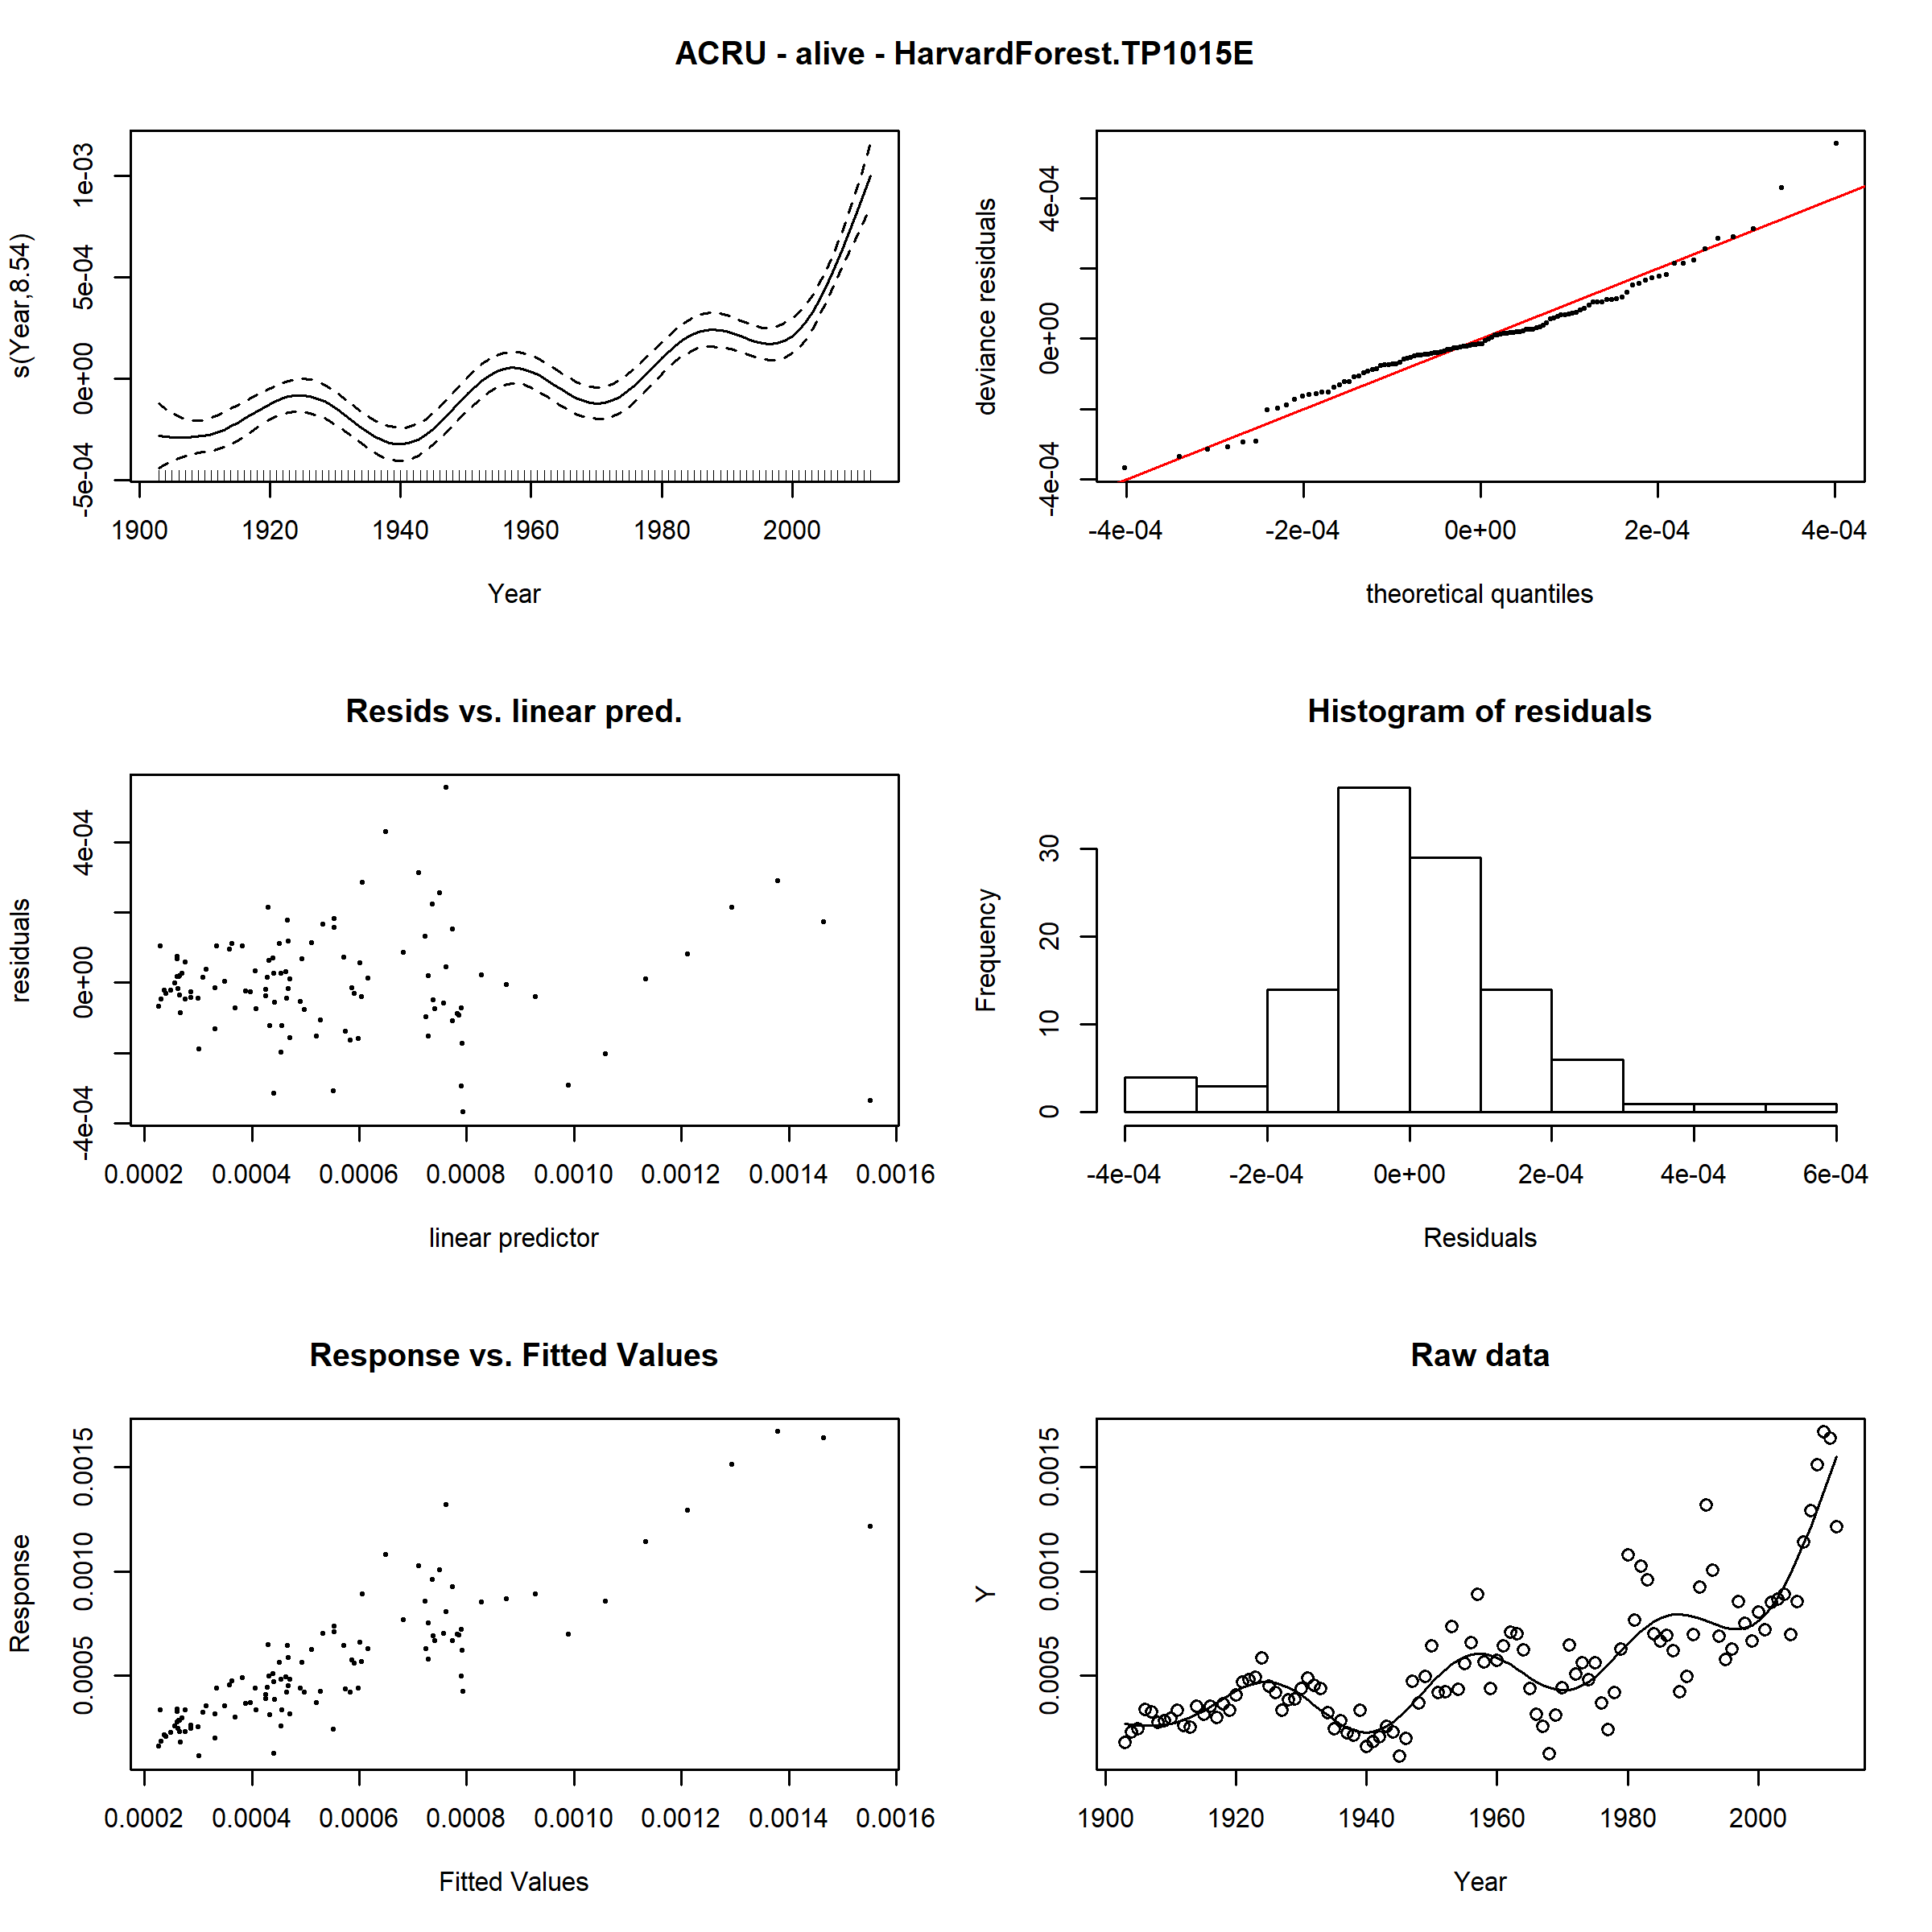 ACRU - alive - HarvardForest.TP1015E
s(Year,8.54)
-5e-04 0e+00 5e-04 1e-03
1900 1920 1940 1960 1980 2000
Year
deviance residuals
-4e-04 0e+00 4e-04
-4e-04 -2e-04 0e+00 2e-04 4e-04
theoretical quantiles
Resids vs. linear pred.
residuals
-4e-04 0e+00 4e-04
0.0002 0.0004 0.0006 0.0008 0.0010 0.0012 0.0014 0.0016
linear predictor
Histogram of residuals
Frequency
0 10 20 30
-4e-04 -2e-04 0e+00 2e-04 4e-04 6e-04
Residuals
Response vs. Fitted Values
Response
0.0005 0.0010 0.0015
0.0002 0.0004 0.0006 0.0008 0.0010 0.0012 0.0014 0.0016
Fitted Values
Raw data
Y
0.0005 0.0010 0.0015
1900 1920 1940 1960 1980 2000
Year